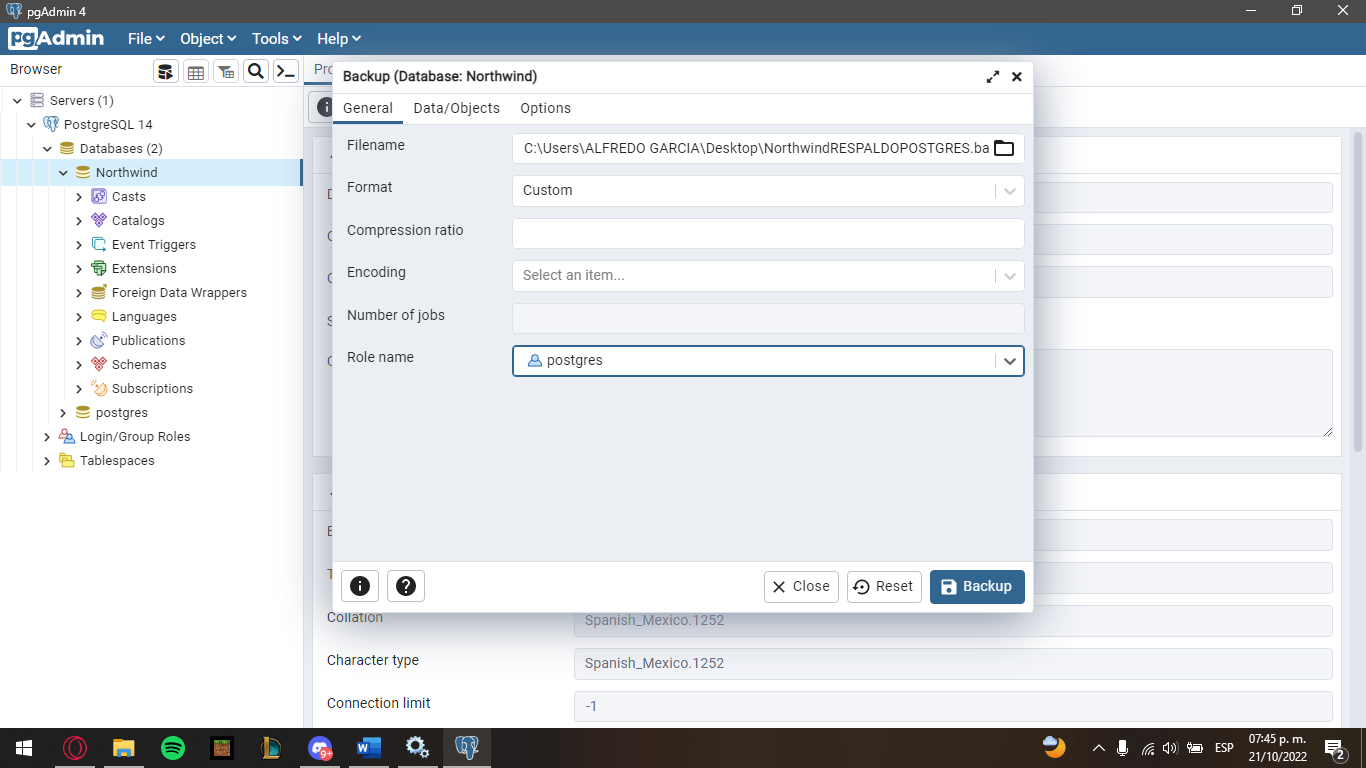 pgAdmin 4
pgAdmin File Object Tools Help
Browser
Servers (1)
PostgreSQL 14
Databases (2)
Northwind
Casts
Catalogs
Event Triggers
Extensions
Foreign Data Wrappers
Languages
Publications
Schemas
Subscriptions
postgres
Login/Group Roles
Tablespaces
Backup (Database: Northwind)
General Data/Objects Options
Filename C:\Users\ALFREDO GARCIA\Desktop\NorthwindRESPALDOPOSTGRES.ba
Format Custom
Compression ratio
Encoding Select an item...
Number of jobs
Role name postgres
Close Reset Backup
Collation Spanish_Mexico.1252
Character type Spanish_Mexico.1252
Connection limit -1
9+
ESP
07:45 p. m.
21/10/2022
2